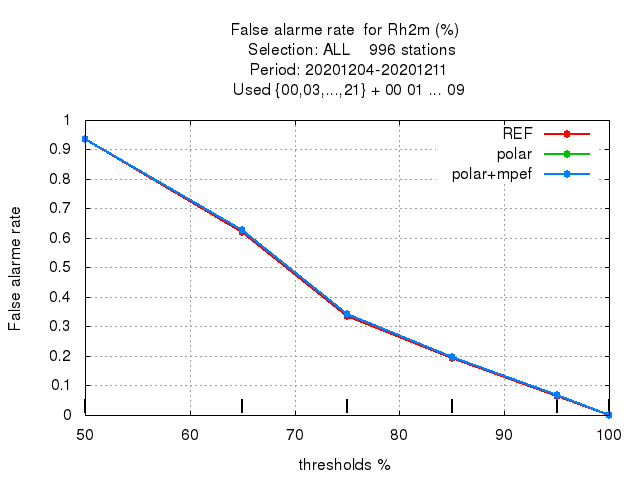 False alarme rate  for Rh2m (%)
Selection: ALL    996 stations
Period: 20201204-20201211
Used {00,03,...,21} + 00 01 ... 09
REF
polar
polar+mpef
False alarme rate
1
0.9
0.8
0.7
0.6
0.5
0.4
0.3
0.2
0.1
0
50 60 70 80 90 100
thresholds %